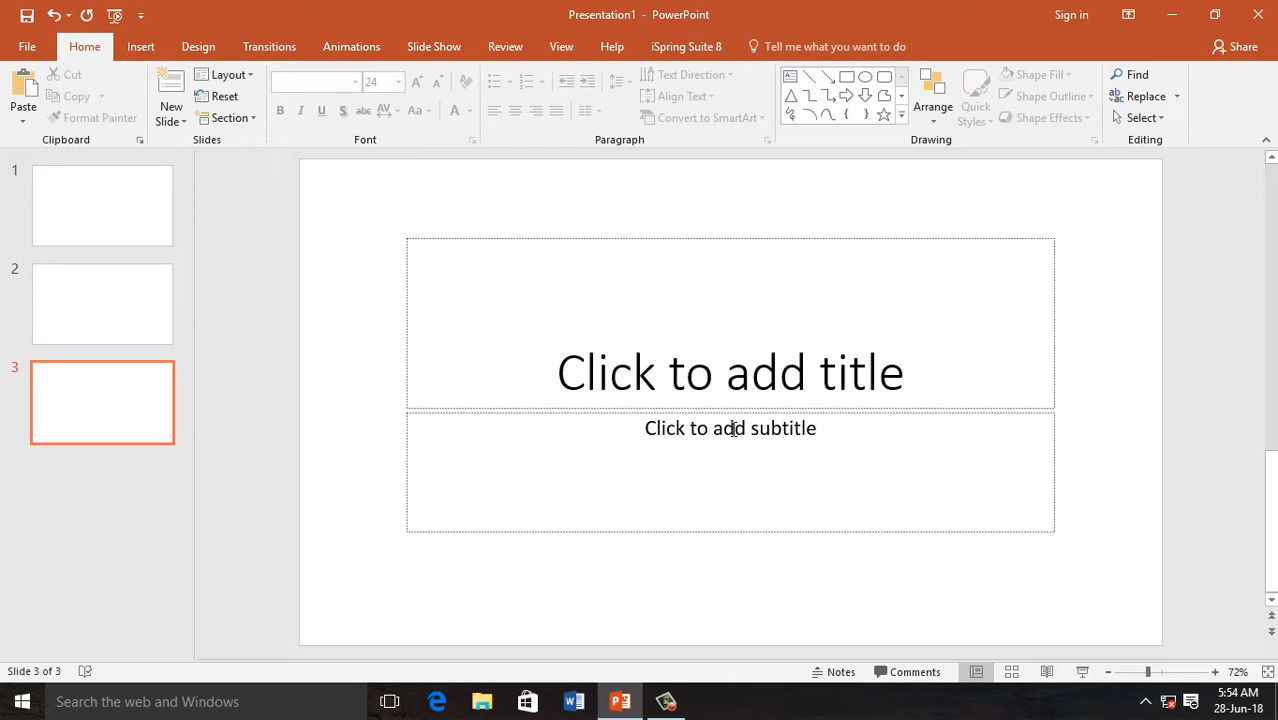 Presentation1 - PowerPoint
Sign in
File Home Insert Design Transitions Animations Slide Show Review View Help iSpring Suite 8 Tell me what you want to do Share
Paste
Cut
Copy
Format Painter
Clipboard
New
Slide
Layout
Reset
Section
Slides
24
B I U S abc AV Aa A
Font
Text Direction
Align Text
Convert to SmartArt
Paragraph
Arrange
Quick
Styles
Shape Fill
Shape Outline
Shape Effects
Drawing
Find
Replace
Select
Editing
1
2
3
Click to add title
Click to add subtitle
Slide 3 of 3
Notes
Comments
72%
Search the web and Windows
5:54 AM
28-Jun-18